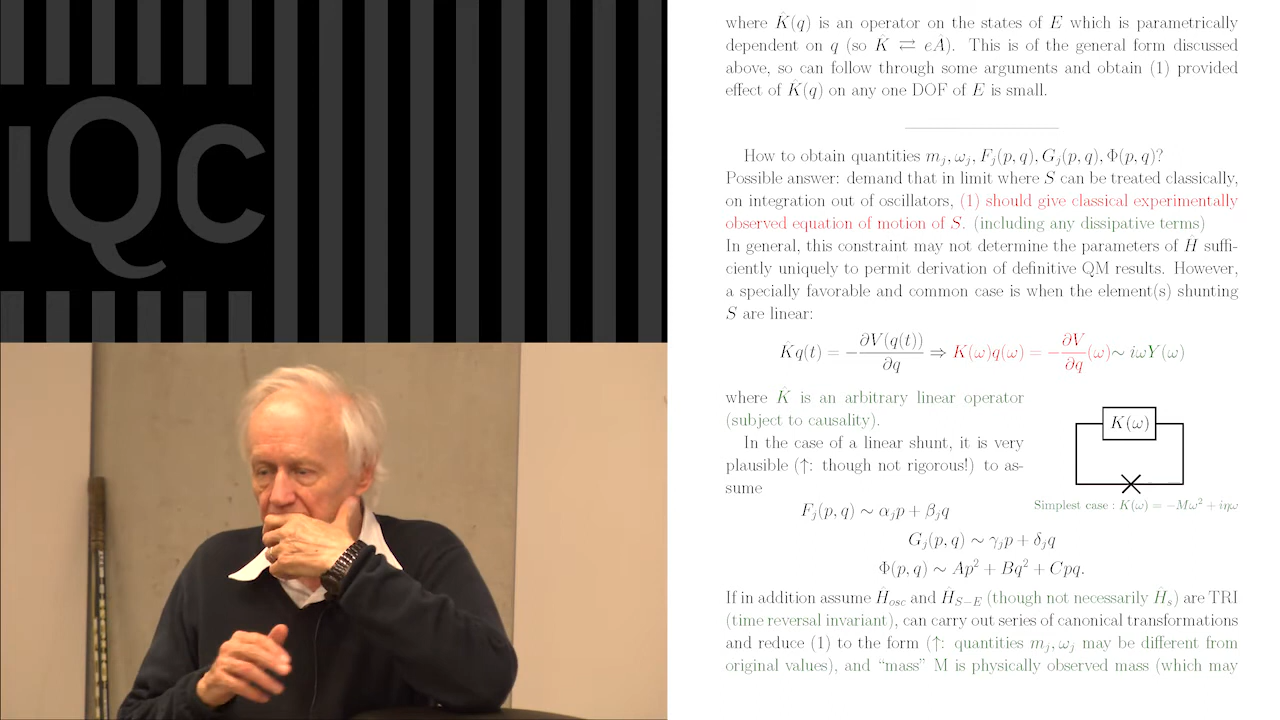 IQC
where K̂(q) is an operator on the states of E which is parametrically
dependent on q (so K̂ ⇄ eÂ). This is of the general form discussed
above, so can follow through some arguments and obtain (1) provided
effect of K̂(q) on any one DOF of E is small.
How to obtain quantities mⱼ, ωⱼ, Fⱼ(p, q), Gⱼ(p, q), Φ(p, q)?
Possible answer: demand that in limit where S can be treated classically,
on integration out of oscillators, (1) should give classical experimentally
observed equation of motion of S. (including any dissipative terms)
In general, this constraint may not determine the parameters of Ĥ suffi-
ciently uniquely to permit derivation of definitive QM results. However,
a specially favorable and common case is when the element(s) shunting
S are linear:
K̂q(t) = −∂V(q(t))/∂q ⇒ K(ω)q(ω) = −∂V/∂q(ω) ∼ iωY(ω)
where K̂ is an arbitrary linear operator
(subject to causality).
In the case of a linear shunt, it is very
plausible (↑: though not rigorous!) to as-
sume
K(ω)
Simplest case : K(ω) = −Mω² + iηω
Fⱼ(p, q) ∼ αⱼp + βⱼq
Gⱼ(p, q) ∼ γⱼp + δⱼq
Φ(p, q) ∼ Ap² + Bq² + Cpq.
If in addition assume Ĥosc and ĤS−E (though not necessarily Ĥs) are TRI
(time reversal invariant), can carry out series of canonical transformations
and reduce (1) to the form (↑: quantities mⱼ, ωⱼ may be different from
original values), and “mass” M is physically observed mass (which may